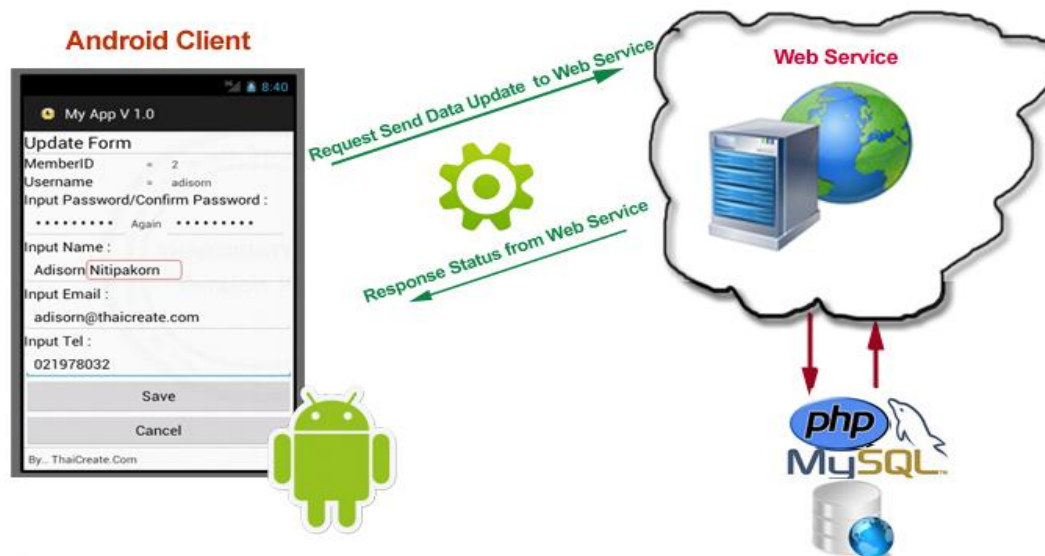 Android Client
8:40
My App V 1.0
Update Form
MemberID = 2
Username = adisorn
Input Password/Confirm Password :
••••••••• Again •••••••••
Input Name :
Adisorn Nitipakorn
Input Email :
adisorn@thaicreate.com
Input Tel :
021978032
Save
Cancel
By.. ThaiCreate.Com
Request Send Data Update to Web Service
Response Status from Web Service
Web Service
php
MySQL